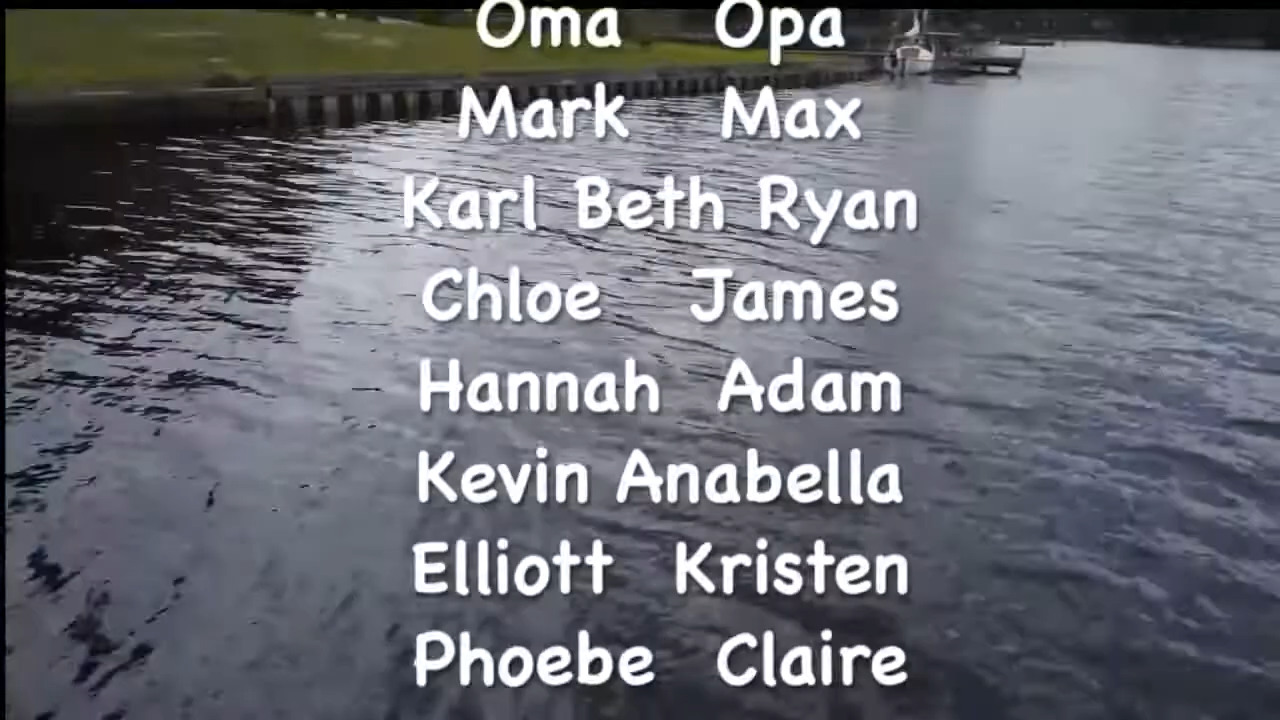 Oma Opa
Mark Max
Karl Beth Ryan
Chloe James
Hannah Adam
Kevin Anabella
Elliott Kristen
Phoebe Claire